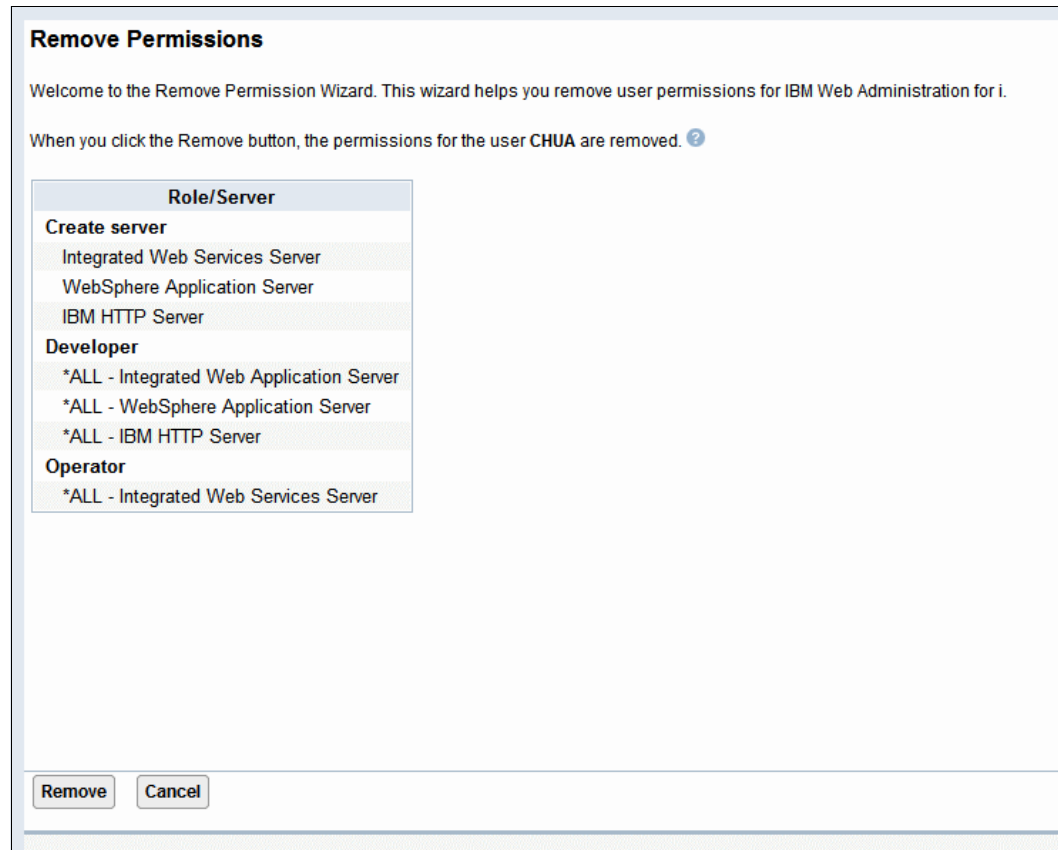 Remove Permissions
Welcome to the Remove Permission Wizard. This wizard helps you remove user permissions for IBM Web Administration for i.
When you click the Remove button, the permissions for the user CHUA are removed. ?
Role/Server
Create server
Integrated Web Services Server
WebSphere Application Server
IBM HTTP Server
Developer
*ALL - Integrated Web Application Server
*ALL - WebSphere Application Server
*ALL - IBM HTTP Server
Operator
*ALL - Integrated Web Services Server
Remove Cancel